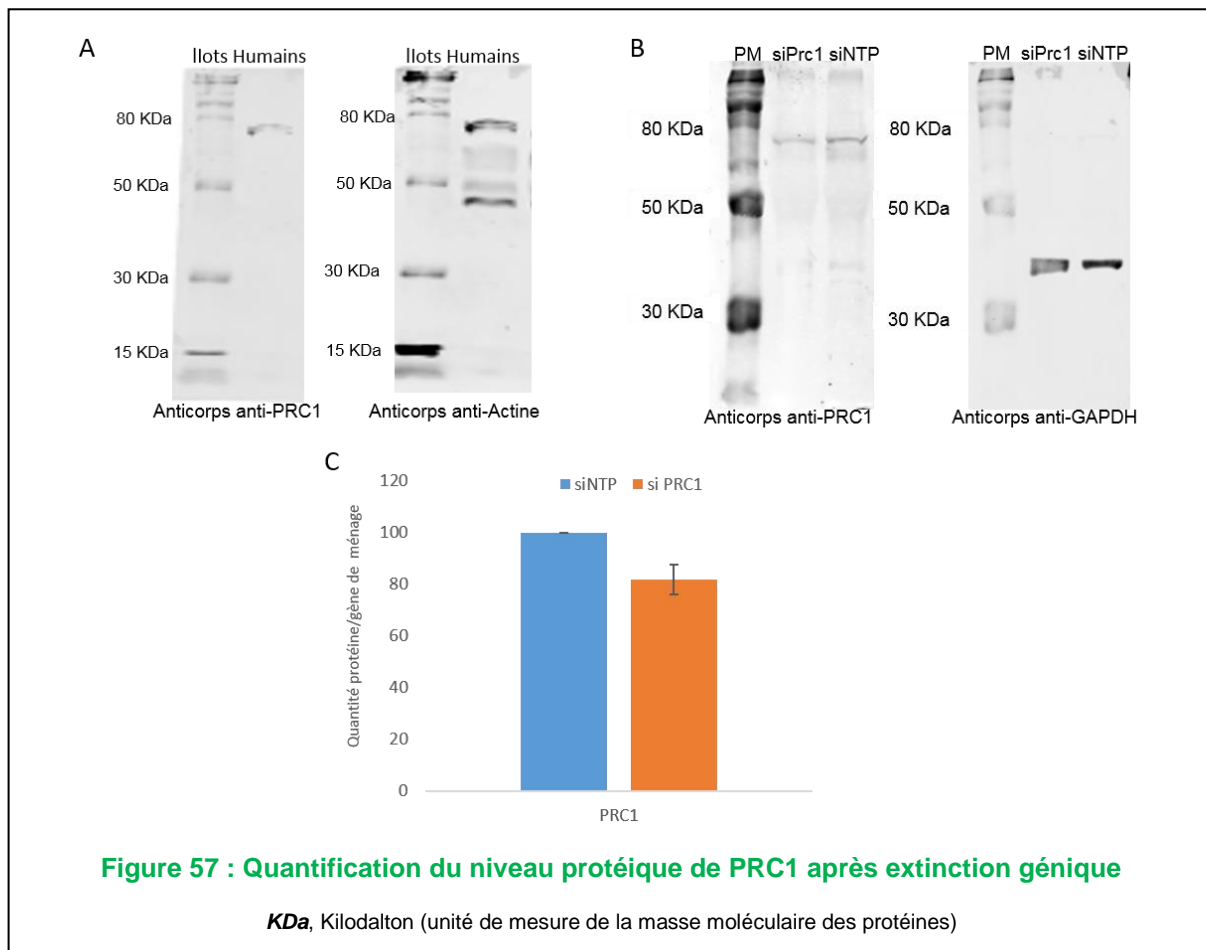 A
Ilots Humains
80 KDa
50 KDa
30 KDa
15 KDa
Anticorps anti-PRC1
Ilots Humains
80 KDa
50 KDa
30 KDa
15 KDa
Anticorps anti-Actine
B
PM siPrc1 siNTP
80 KDa
50 KDa
30 KDa
Anticorps anti-PRC1
PM siPrc1 siNTP
80 KDa
50 KDa
30 KDa
Anticorps anti-GAPDH
C
siNTP si PRC1
Quantité protéine/gène de ménage
120
100
80
60
40
20
0
PRC1
Figure 57 : Quantification du niveau protéique de PRC1 après extinction génique
KDa, Kilodalton (unité de mesure de la masse moléculaire des protéines)